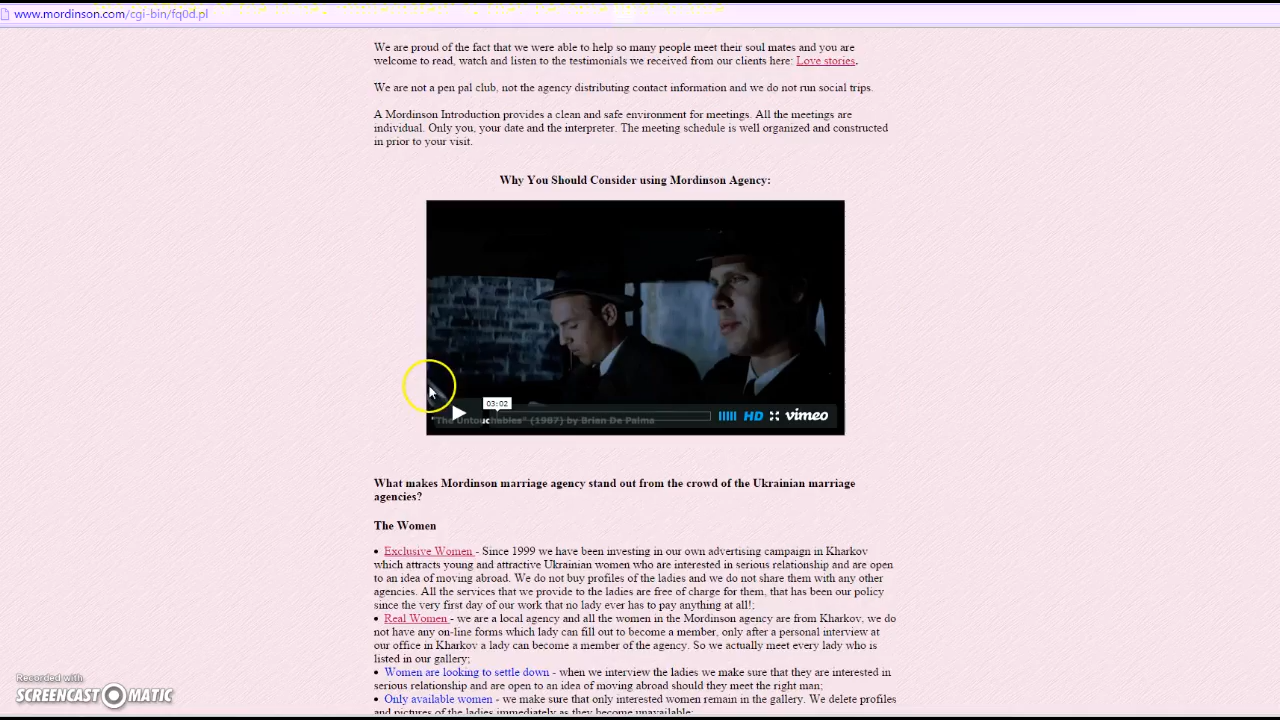 www.mordinson.com/cgi-bin/fq0d.pl
We are proud of the fact that we were able to help so many people meet their soul mates and you are
welcome to read, watch and listen to the testimonials we received from our clients here: Love stories.
We are not a pen pal club, not the agency distributing contact information and we do not run social trips.
A Mordinson Introduction provides a clean and safe environment for meetings. All the meetings are
individual. Only you, your date and the interpreter. The meeting schedule is well organized and constructed
in prior to your visit.
Why You Should Consider using Mordinson Agency:
03:02
HD vimeo
"The Untouchables" (1987) by Brian De Palma
What makes Mordinson marriage agency stand out from the crowd of the Ukrainian marriage
agencies?
The Women
• Exclusive Women - Since 1999 we have been investing in our own advertising campaign in Kharkov
which attracts young and attractive Ukrainian women who are interested in serious relationship and are open
to an idea of moving abroad. We do not buy profiles of the ladies and we do not share them with any other
agencies. All the services that we provide to the ladies are free of charge for them, that has been our policy
since the very first day of our work that no lady ever has to pay anything at all!;
• Real Women - we are a local agency and all the women in the Mordinson agency are from Kharkov, we do
not have any on-line forms which lady can fill out to become a member, only after a personal interview at
our office in Kharkov a lady can become a member of the agency. So we actually meet every lady who is
listed in our gallery;
• Women are looking to settle down - when we interview the ladies we make sure that they are interested in
serious relationship and are open to an idea of moving abroad should they meet the right man;
• Only available women - we make sure that only interested women remain in the gallery. We delete profiles
and pictures of the ladies immediately as they become unavailable;
Recorded with
SCREENCAST MATIC